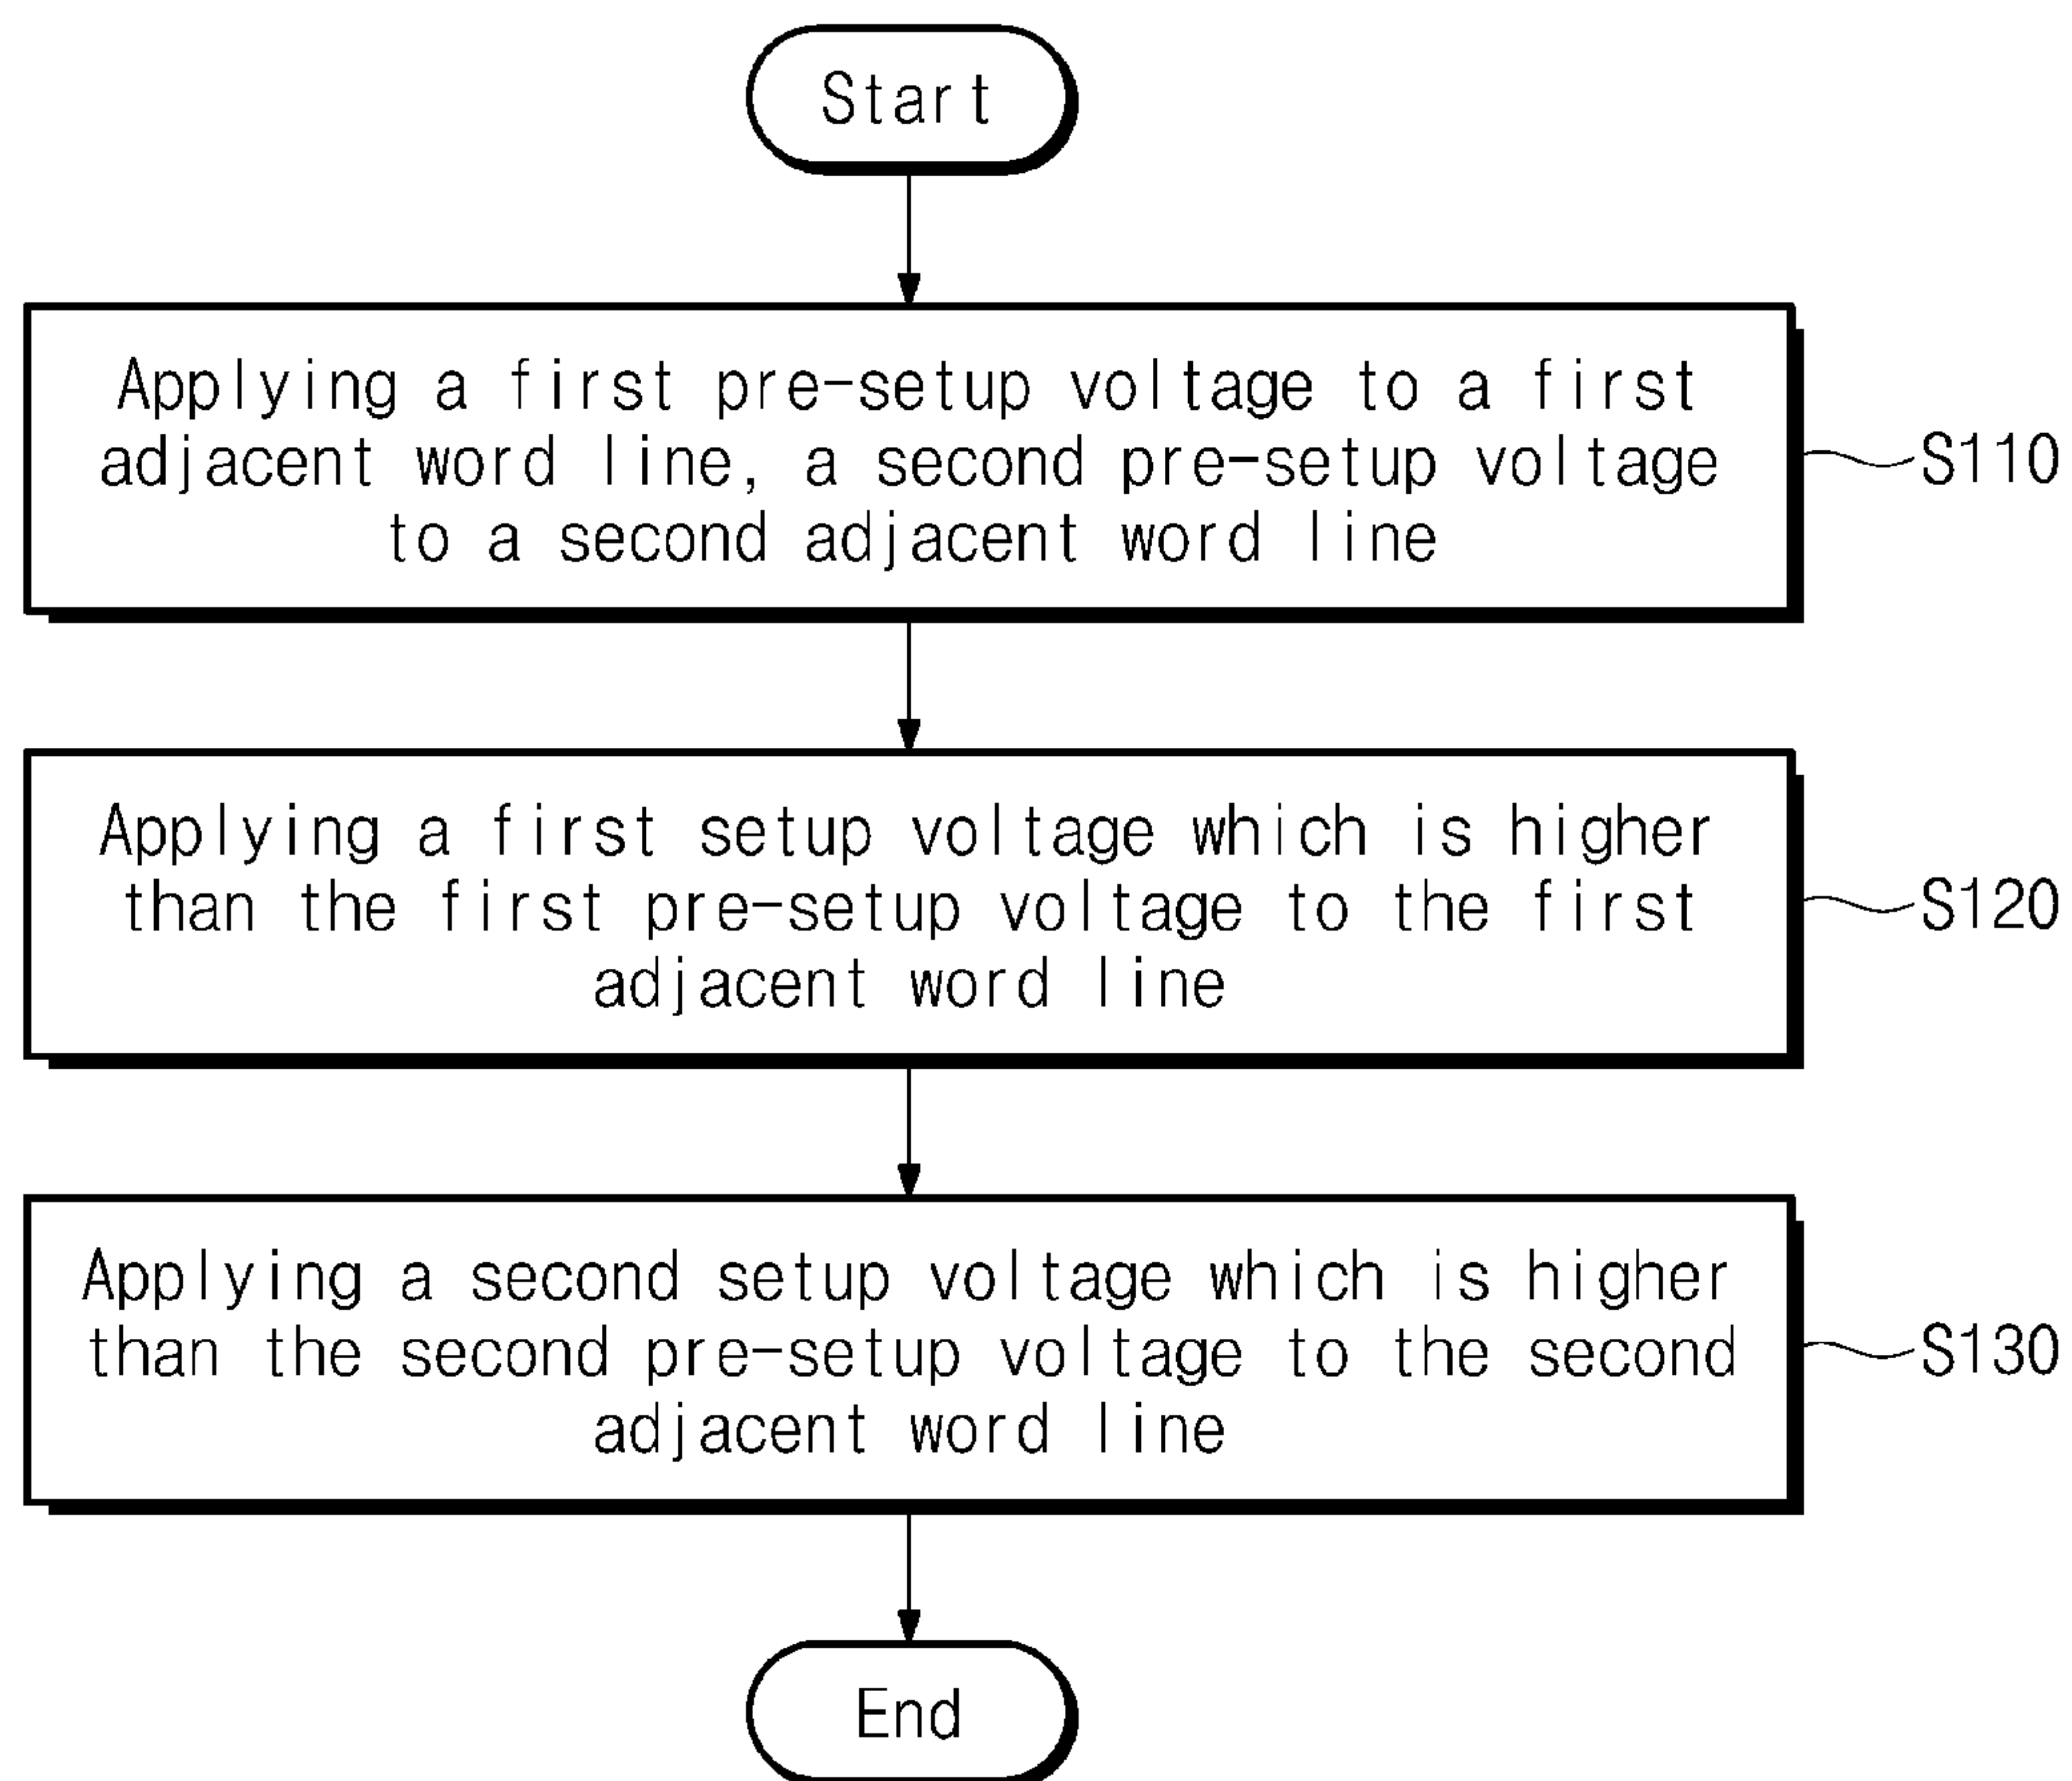 Start
Applying a first pre-setup voltage to a first
adjacent word line, a second pre-setup voltage
to a second adjacent word line
S110
Applying a first setup voltage which is higher
than the first pre-setup voltage to the first
adjacent word line
S120
Applying a second setup voltage which is higher
than the second pre-setup voltage to the second
adjacent word line
S130
End